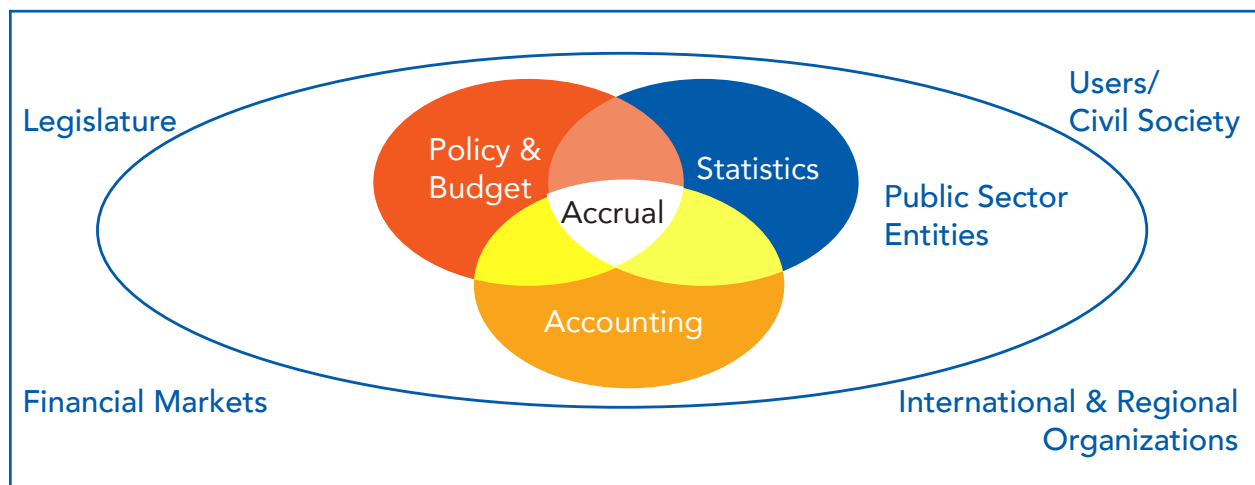 Legislature
Users/
Civil Society
Policy &
Budget
Statistics
Accrual
Public Sector
Entities
Accounting
Financial Markets
International & Regional
Organizations